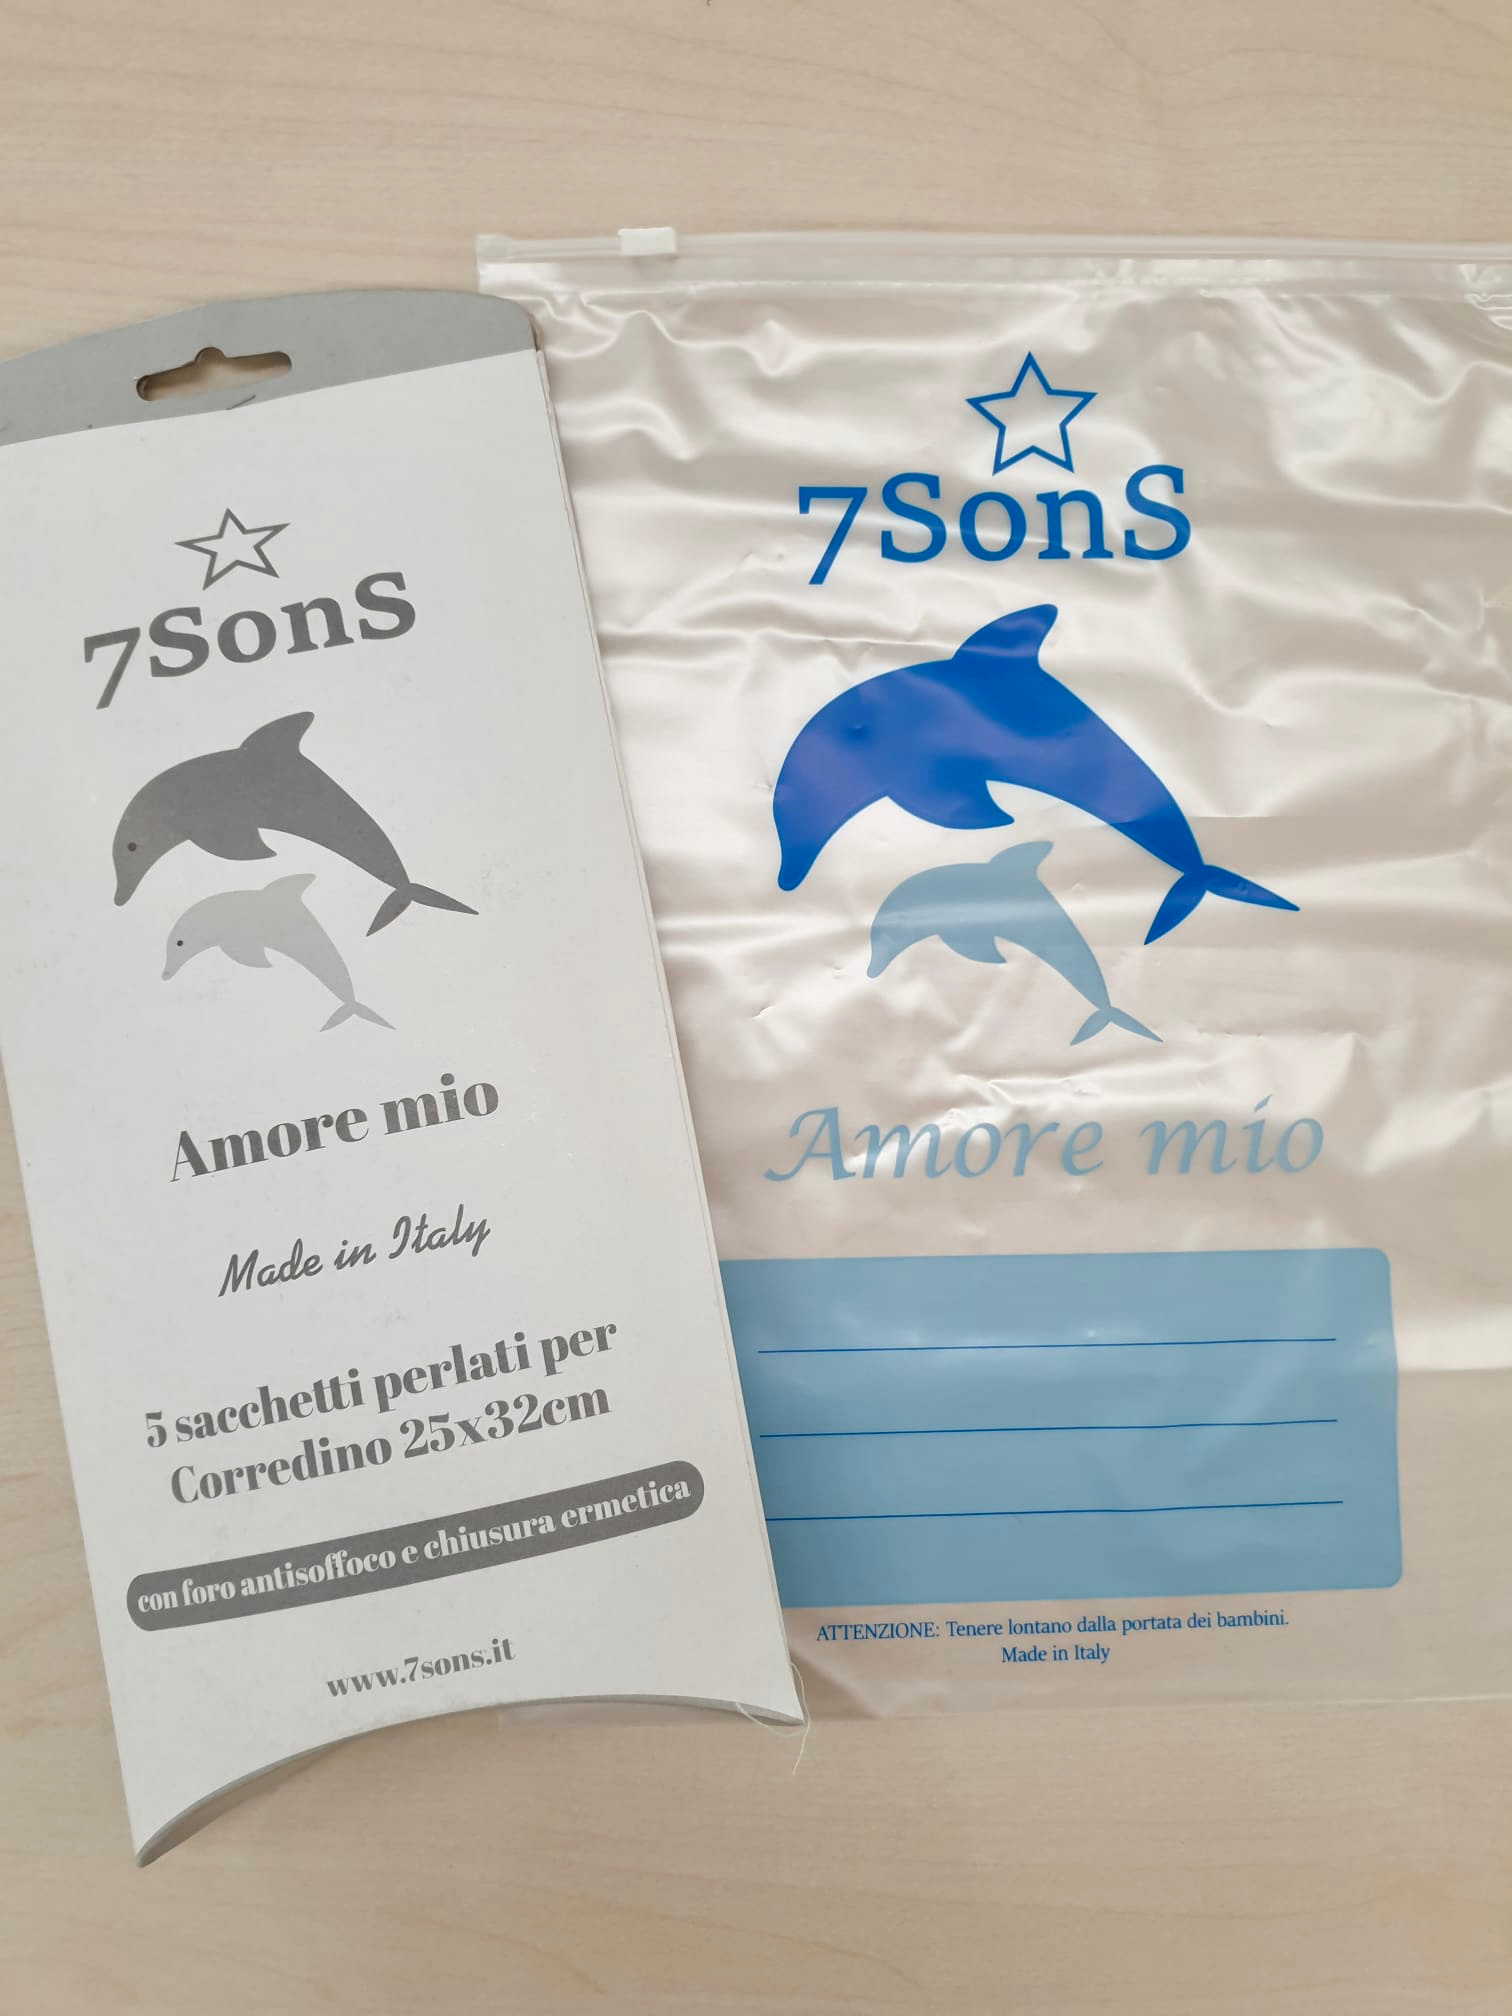 7SonS
Amore mio
Made in Italy
5 sacchetti perlati per
Corredino 25x32cm
con foro antisoffoco e chiusura ermetica
www.7sons.it
7SonS
Amore mio
ATTENZIONE: Tenere lontano dalla portata dei bambini.
Made in Italy